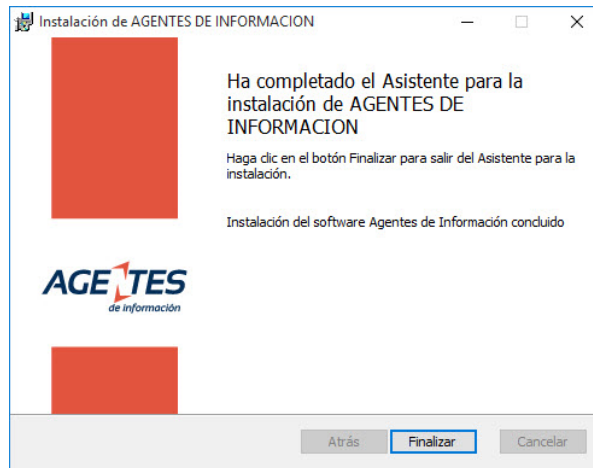 Instalación de AGENTES DE INFORMACION
Ha completado el Asistente para la
instalación de AGENTES DE
INFORMACION
Haga clic en el botón Finalizar para salir del Asistente para la
instalación.
Instalación del software Agentes de Información concluido
AGENTES
de información
Atrás
Finalizar
Cancelar